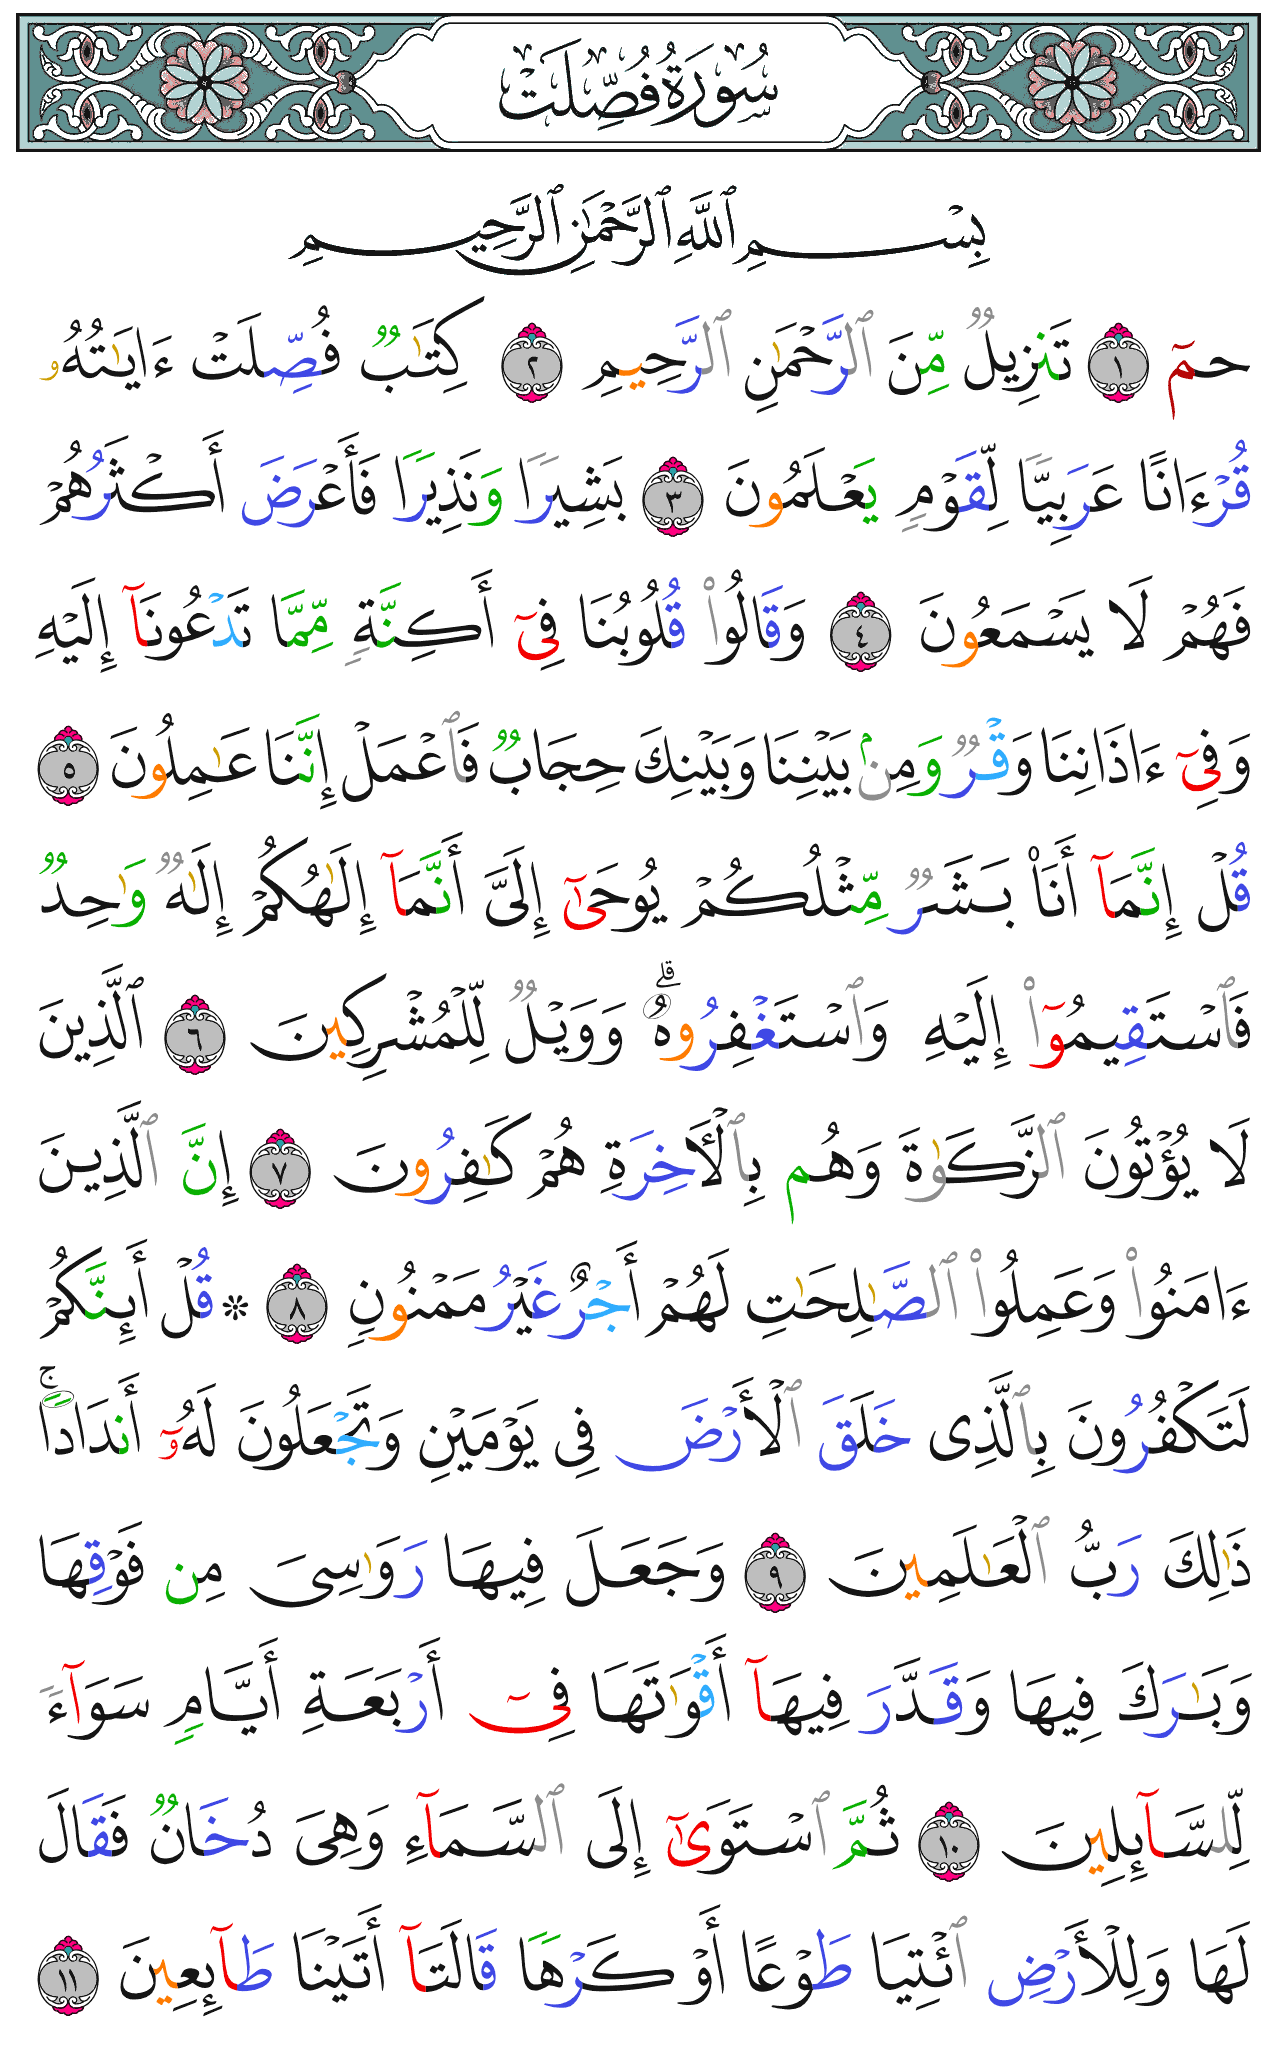 سُورَةُ فُصِّلَتْ
بِسْمِ ٱللَّهِ ٱلرَّحْمَٰنِ ٱلرَّحِيمِ
حمٓ ١ تَنزِيلٌ مِّنَ ٱلرَّحْمَٰنِ ٱلرَّحِيمِ ٢ كِتَٰبٌ فُصِّلَتْ ءَايَٰتُهُۥ
قُرْءَانًا عَرَبِيًّا لِّقَوْمٍ يَعْلَمُونَ ٣ بَشِيرًا وَنَذِيرًا فَأَعْرَضَ أَكْثَرُهُمْ
فَهُمْ لَا يَسْمَعُونَ ٤ وَقَالُوا۟ قُلُوبُنَا فِىٓ أَكِنَّةٍ مِّمَّا تَدْعُونَآ إِلَيْهِ
وَفِىٓ ءَاذَانِنَا وَقْرٌ وَمِنۢ بَيْنِنَا وَبَيْنِكَ حِجَابٌ فَٱعْمَلْ إِنَّنَا عَٰمِلُونَ ٥
قُلْ إِنَّمَآ أَنَا۠ بَشَرٌ مِّثْلُكُمْ يُوحَىٰٓ إِلَىَّ أَنَّمَآ إِلَٰهُكُمْ إِلَٰهٌ وَٰحِدٌ
فَٱسْتَقِيمُوٓا۟ إِلَيْهِ وَٱسْتَغْفِرُوهُ ۗ وَوَيْلٌ لِّلْمُشْرِكِينَ ٦ ٱلَّذِينَ
لَا يُؤْتُونَ ٱلزَّكَوٰةَ وَهُم بِٱلْأَخِرَةِ هُمْ كَٰفِرُونَ ٧ إِنَّ ٱلَّذِينَ
ءَامَنُوا۟ وَعَمِلُوا۟ ٱلصَّٰلِحَٰتِ لَهُمْ أَجْرٌ غَيْرُ مَمْنُونٍ ٨ ۞ قُلْ أَئِنَّكُمْ
لَتَكْفُرُونَ بِٱلَّذِى خَلَقَ ٱلْأَرْضَ فِى يَوْمَيْنِ وَتَجْعَلُونَ لَهُۥٓ أَندَادًا ۚ
ذَٰلِكَ رَبُّ ٱلْعَٰلَمِينَ ٩ وَجَعَلَ فِيهَا رَوَٰسِىَ مِن فَوْقِهَا
وَبَٰرَكَ فِيهَا وَقَدَّرَ فِيهَآ أَقْوَٰتَهَا فِىٓ أَرْبَعَةِ أَيَّامٍ سَوَآءً
لِّلسَّآئِلِينَ ١٠ ثُمَّ ٱسْتَوَىٰٓ إِلَى ٱلسَّمَآءِ وَهِىَ دُخَانٌ فَقَالَ
لَهَا وَلِلْأَرْضِ ٱئْتِيَا طَوْعًا أَوْ كَرْهًا قَالَتَآ أَتَيْنَا طَآئِعِينَ ١١